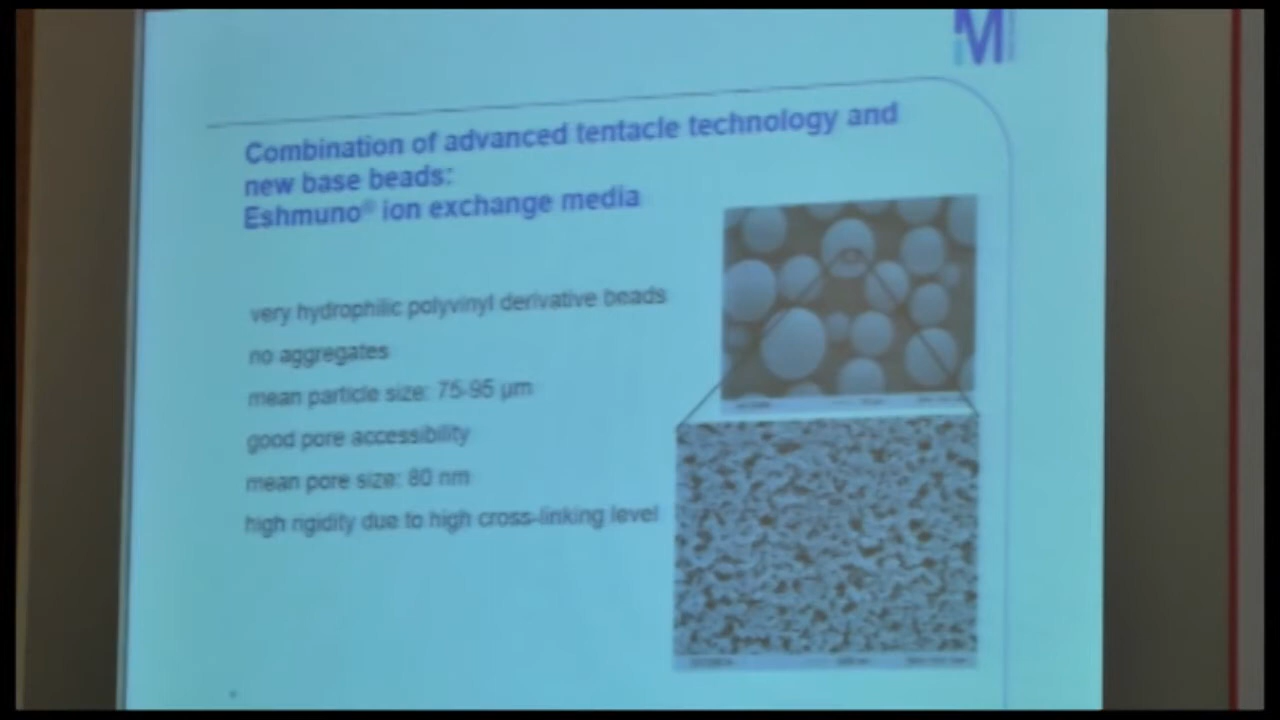 M
Combination of advanced tentacle technology and
new base beads:
Eshmuno® ion exchange media
very hydrophilic polyvinyl derivative beads
no aggregates
mean particle size: 75-95 µm
good pore accessibility
mean pore size: 80 nm
high rigidity due to high cross-linking level